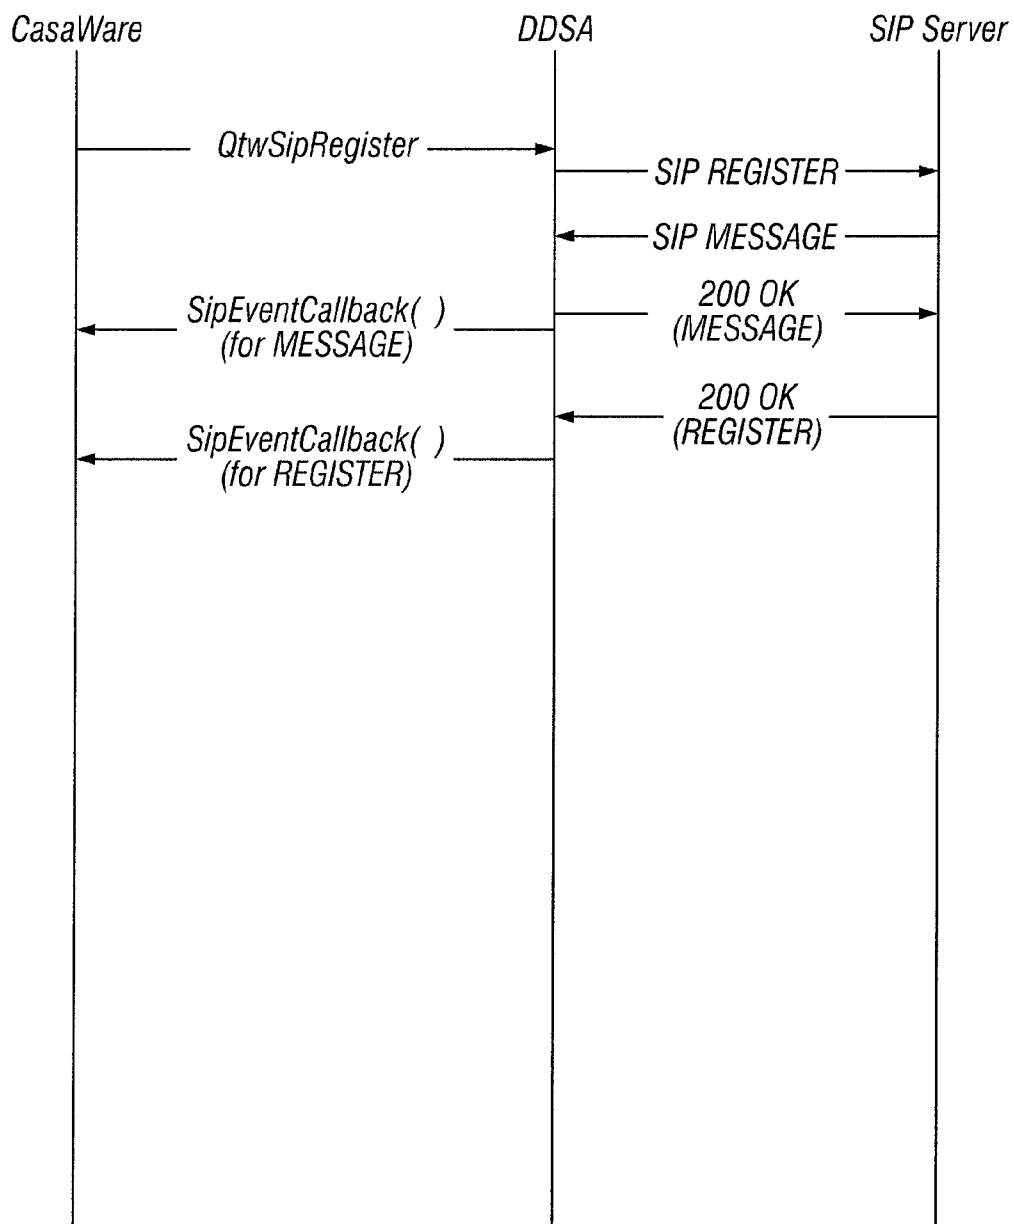 CasaWare DDSA SIP Server
QtwSipRegister
SIP REGISTER
SIP MESSAGE
SipEventCallback( )
(for MESSAGE)
200 OK
(MESSAGE)
200 OK
(REGISTER)
SipEventCallback( )
(for REGISTER)